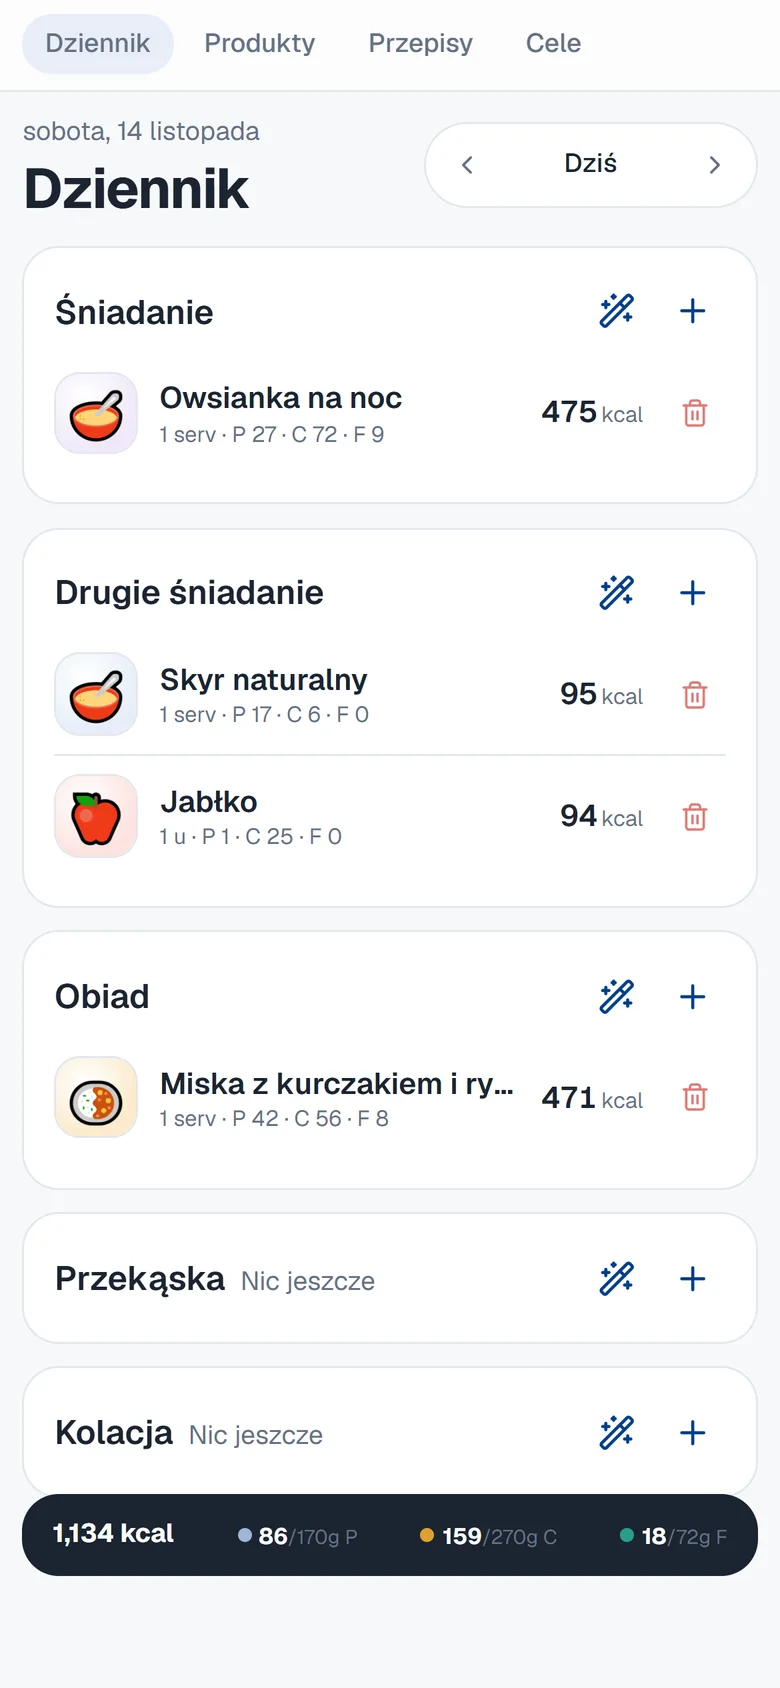 Dziennik Produkty Przepisy Cele
sobota, 14 listopada
Dziennik
Dziś
Śniadanie
Owsianka na noc
1 serv · P 27 · C 72 · F 9
475 kcal
Drugie śniadanie
Skyr naturalny
1 serv · P 17 · C 6 · F 0
95 kcal
Jabłko
1 u · P 1 · C 25 · F 0
94 kcal
Obiad
Miska z kurczakiem i ry...
1 serv · P 42 · C 56 · F 8
471 kcal
Przekąska Nic jeszcze
Kolacja Nic jeszcze
1,134 kcal 86/170g P 159/270g C 18/72g F